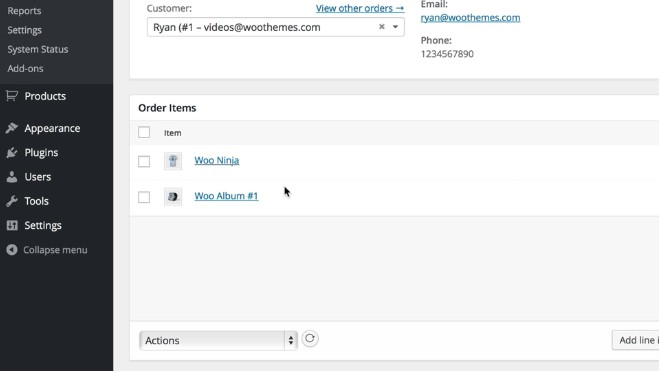 Reports
Settings
System Status
Add-ons
Products
Appearance
Plugins
Users
Tools
Settings
Collapse menu
Customer:
View other orders →
Ryan (#1 – videos@woothemes.com
Email:
ryan@woothemes.com
Phone:
1234567890
Order Items
Item
Woo Ninja
Woo Album #1
Actions
Add line i